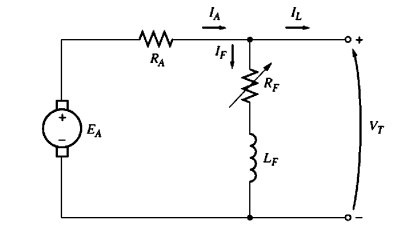 I_A I_L
I_F
R_A
R_F
+
E_A
−
L_F
V_T
+
−